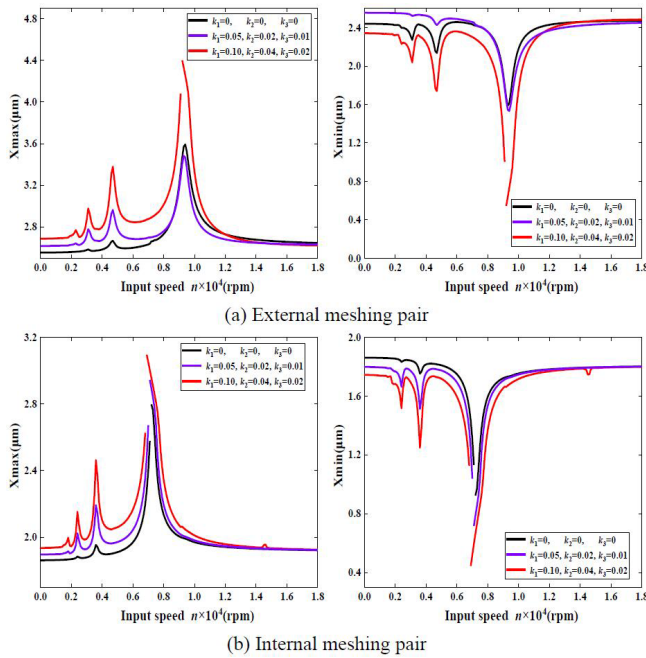 4.8
4.4
4.0
3.6
3.2
2.8
Xmax(μm)
k₁=0, k₂=0, k₃=0
k₁=0.05, k₂=0.02, k₃=0.01
k₁=0.10, k₂=0.04, k₃=0.02
0.0 0.2 0.4 0.6 0.8 1.0 1.2 1.4 1.6 1.8
Input speed n×10⁴(rpm)
2.4
2.0
1.6
1.2
0.8
0.4
Xmin(μm)
k₁=0, k₂=0, k₃=0
k₁=0.05, k₂=0.02, k₃=0.01
k₁=0.10, k₂=0.04, k₃=0.02
0.0 0.2 0.4 0.6 0.8 1.0 1.2 1.4 1.6 1.8
Input speed n×10⁴(rpm)
(a) External meshing pair
3.2
2.8
2.4
2.0
Xmax(μm)
k₁=0, k₂=0, k₃=0
k₁=0.05, k₂=0.02, k₃=0.01
k₁=0.10, k₂=0.04, k₃=0.02
0.0 0.2 0.4 0.6 0.8 1.0 1.2 1.4 1.6 1.8
Input speed n×10⁴(rpm)
2.0
1.6
1.2
0.8
0.4
Xmin(μm)
k₁=0, k₂=0, k₃=0
k₁=0.05, k₂=0.02, k₃=0.01
k₁=0.10, k₂=0.04, k₃=0.02
0.0 0.2 0.4 0.6 0.8 1.0 1.2 1.4 1.6 1.8
Input speed n×10⁴(rpm)
(b) Internal meshing pair